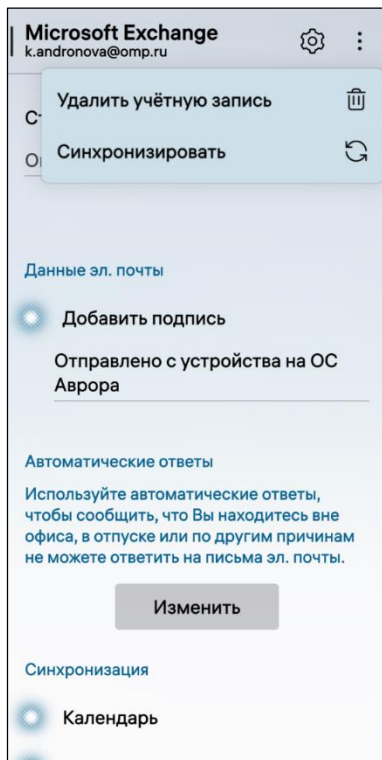 Microsoft Exchange
k.andronova@omp.ru
Удалить учётную запись
Синхронизировать
Данные эл. почты
Добавить подпись
Отправлено с устройства на ОС
Аврора
Автоматические ответы
Используйте автоматические ответы,
чтобы сообщить, что Вы находитесь вне
офиса, в отпуске или по другим причинам
не можете ответить на письма эл. почты.
Изменить
Синхронизация
Календарь